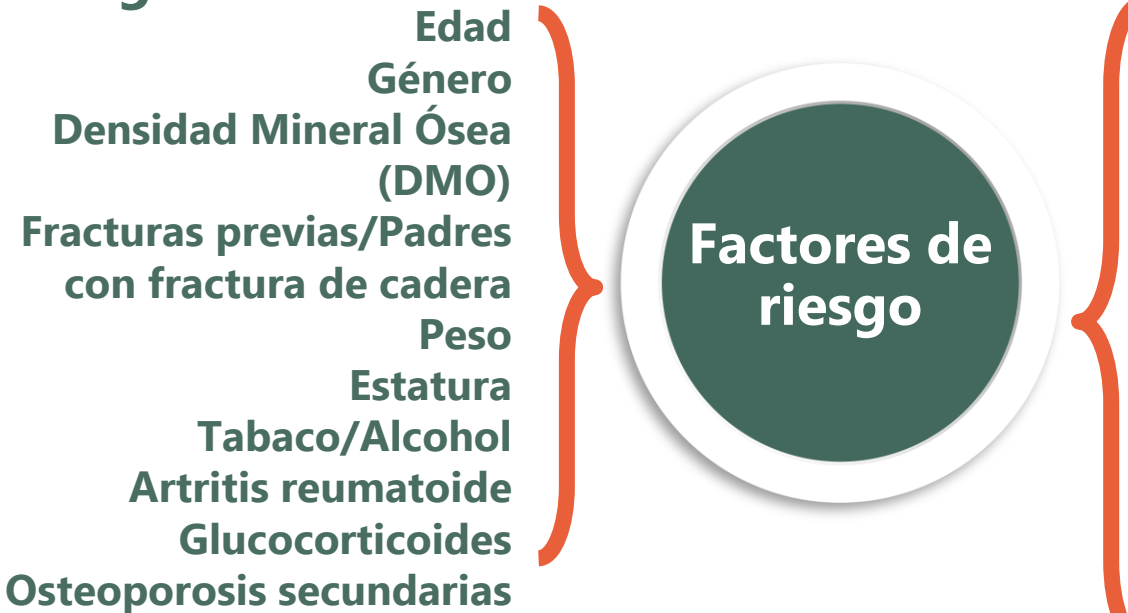 Edad
Género
Densidad Mineral Ósea
(DMO)
Fracturas previas/Padres
con fractura de cadera
Peso
Estatura
Tabaco/Alcohol
Artritis reumatoide
Glucocorticoides
Osteoporosis secundarias
Factores de
riesgo